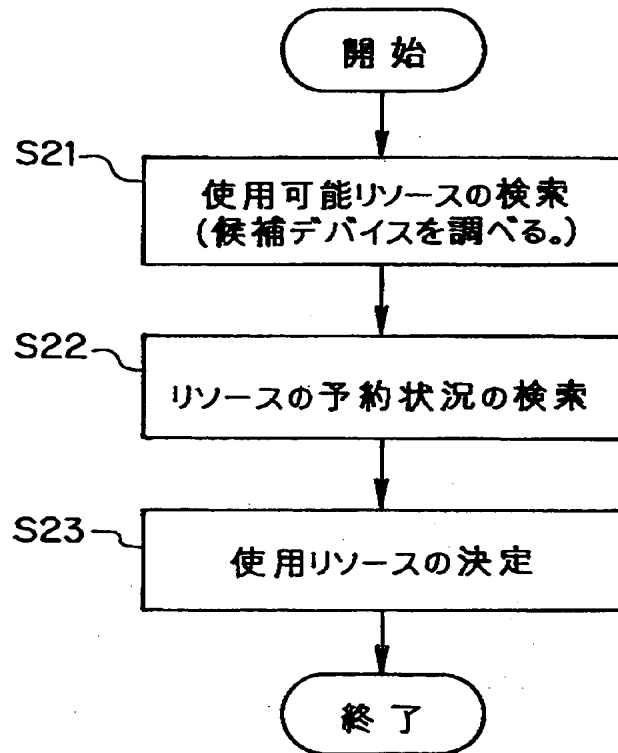 開始
S21
使用可能リソースの検索
(候補デバイスを調べる。)
S22
リソースの予約状況の検索
S23
使用リソースの決定
終了